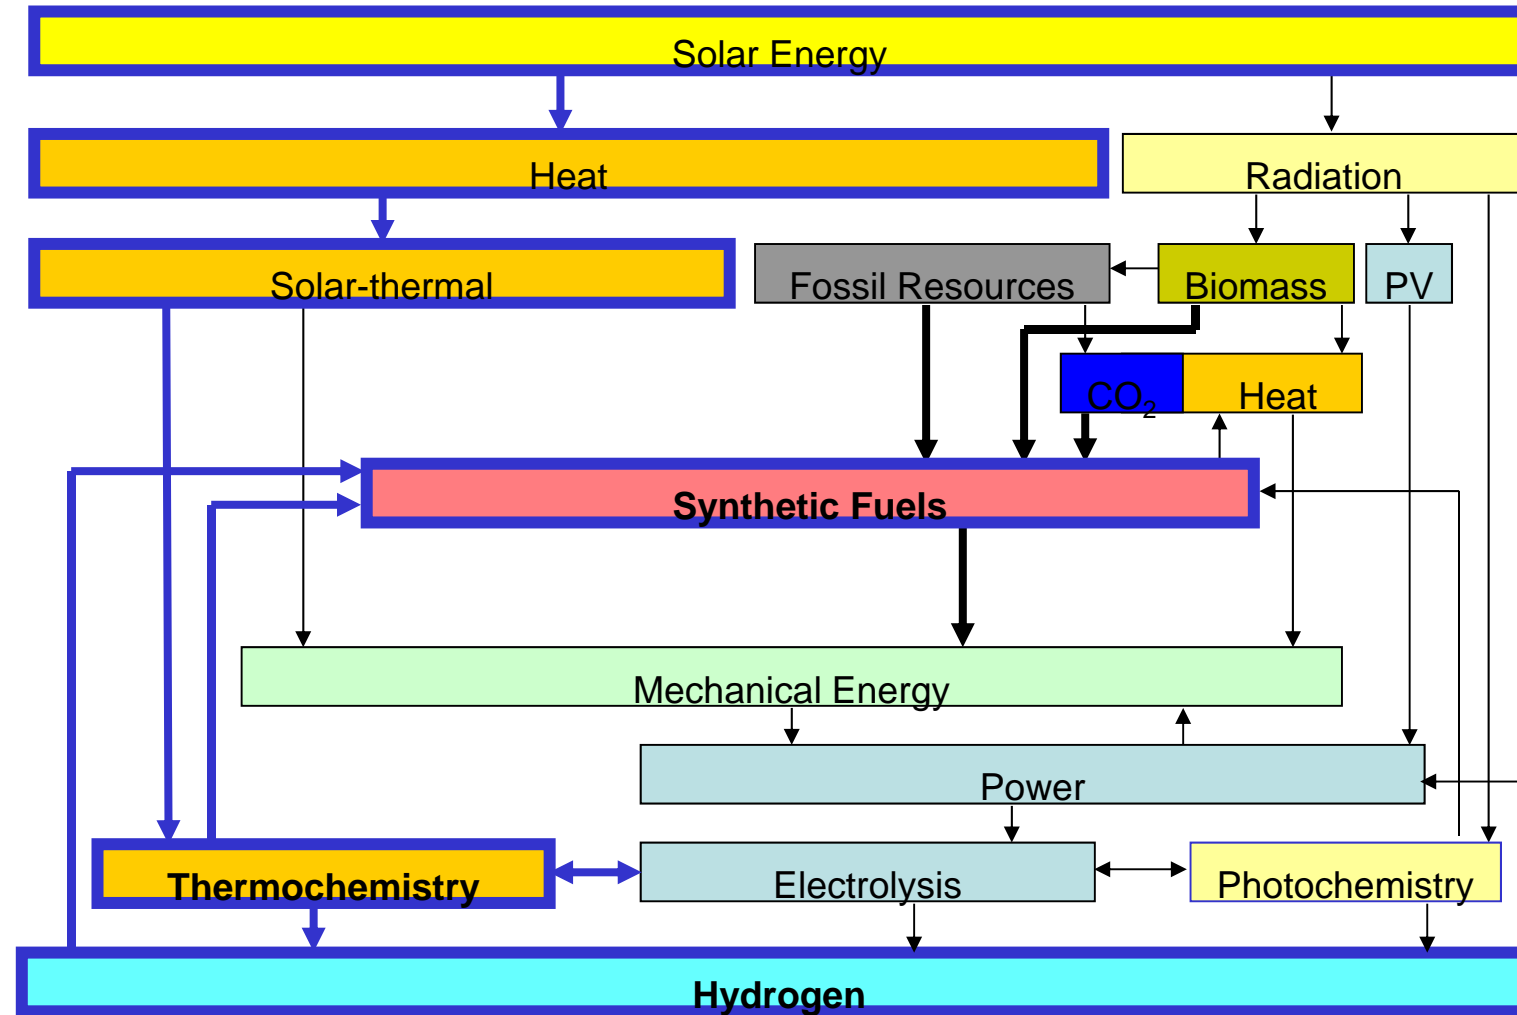 Solar Energy
Heat
Radiation
Solar-thermal
Fossil Resources
Biomass
PV
CO₂
Heat
Synthetic Fuels
Mechanical Energy
Power
Thermochemistry
Electrolysis
Photochemistry
Hydrogen